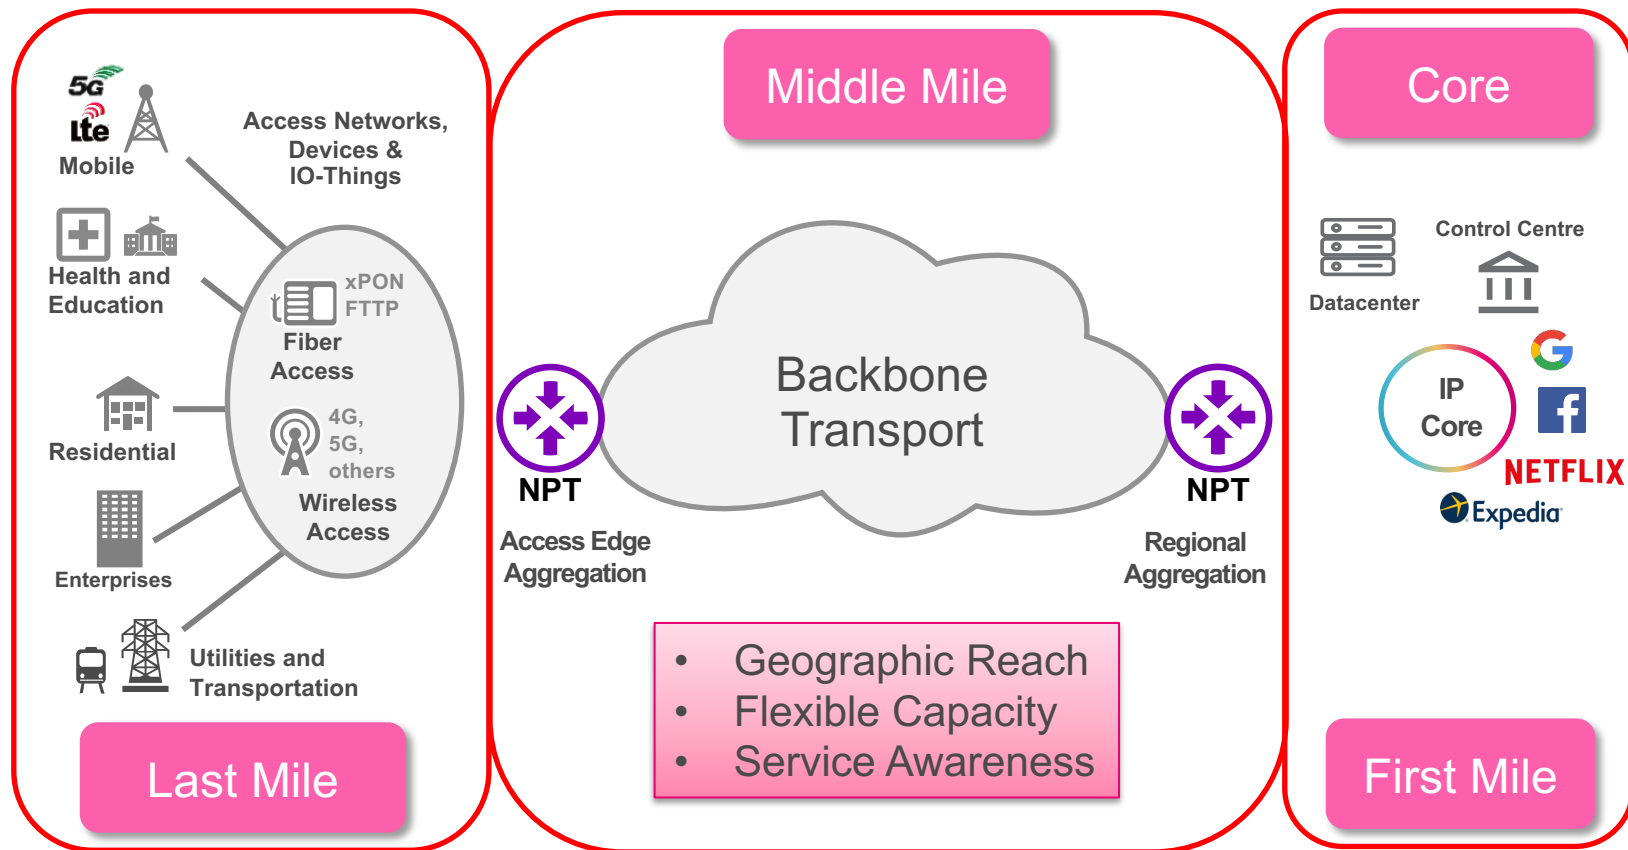 5G
lte
Mobile
Access Networks,
Devices &
IO-Things
Health and
Education
xPON
FTTP
Fiber
Access
Residential
4G,
5G,
others
Wireless
Access
Enterprises
Utilities and
Transportation
Last Mile
Middle Mile
Backbone
Transport
NPT
Access Edge
Aggregation
NPT
Regional
Aggregation
• Geographic Reach
• Flexible Capacity
• Service Awareness
Core
Control Centre
Datacenter
G
IP
Core
f
NETFLIX
Expedia
First Mile